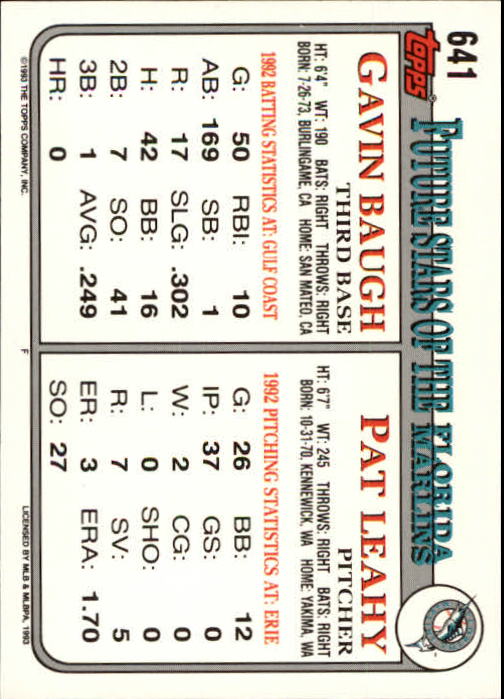 641
TOPPS
FUTURE STARS OF THE FLORIDA MARLINS
GAVIN BAUGH
THIRD BASE
HT: 6'4" WT: 190 BATS: RIGHT THROWS: RIGHT
BORN: 7-26-73, BURLINGAME, CA HOME: SAN MATEO, CA
1992 BATTING STATISTICS AT: GULF COAST
G: 50 RBI: 10
AB: 169 SB: 1
R: 17 SLG: .302
H: 42 BB: 16
2B: 7 SO: 41
3B: 1 AVG: .249
HR: 0
PAT LEAHY
PITCHER
HT: 6'7" WT: 245 THROWS: RIGHT BATS: RIGHT
BORN: 10-31-70, KENNEWICK, WA HOME: YAKIMA, WA
1992 PITCHING STATISTICS AT: ERIE
G: 26 BB: 12
IP: 37 GS: 0
W: 2 CG: 0
L: 0 SHO: 0
R: 7 SV: 5
ER: 3 ERA: 1.70
SO: 27
©1993 THE TOPPS COMPANY, INC. F LICENSED BY MLB & MLBPA, 1993